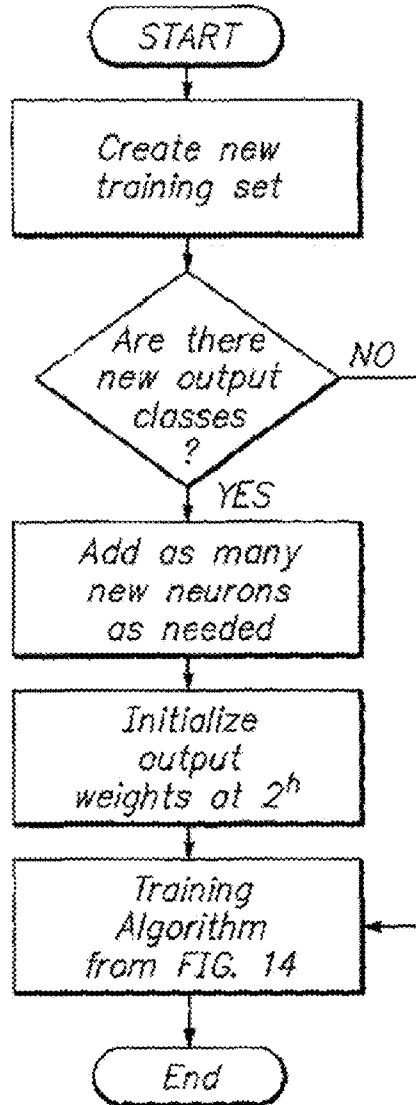 START
Create new
training set
Are there
new output
classes
?
NO
YES
Add as many
new neurons
as needed
Initialize
output
weights at 2ʰ
Training
Algorithm
from FIG. 14
End